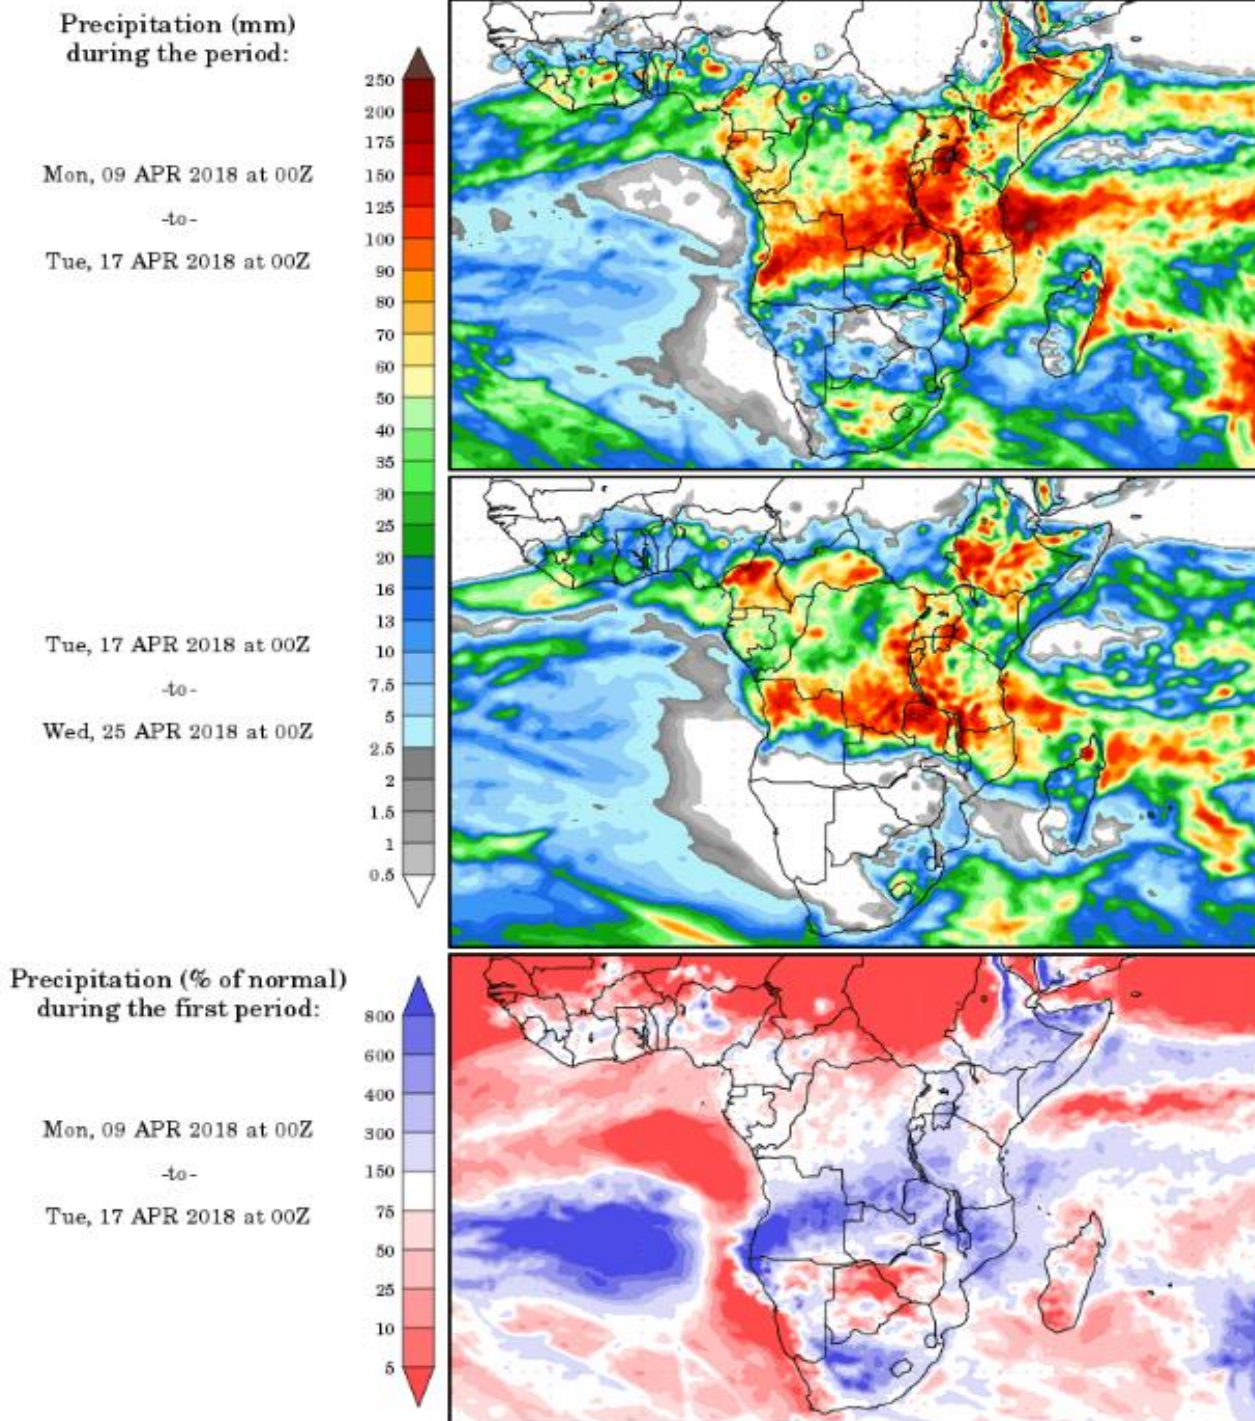 Precipitation (mm)
during the period:
Mon, 09 APR 2018 at 00Z
-to-
Tue, 17 APR 2018 at 00Z
250
200
175
150
125
100
90
80
70
60
50
40
35
30
25
20
16
13
10
7.5
5
2.5
2
1.5
1
0.5
Tue, 17 APR 2018 at 00Z
-to-
Wed, 25 APR 2018 at 00Z
Precipitation (% of normal)
during the first period:
Mon, 09 APR 2018 at 00Z
-to-
Tue, 17 APR 2018 at 00Z
800
600
400
300
150
75
50
25
10
5